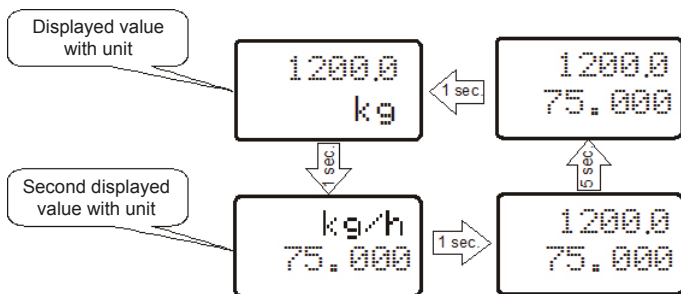 Displayed value
with unit
1200.0
kg
1 sec.
1200.0
75.000
1 sec.
5 sec.
Second displayed
value with unit
kg/h
75.000
1 sec.
1200.0
75.000